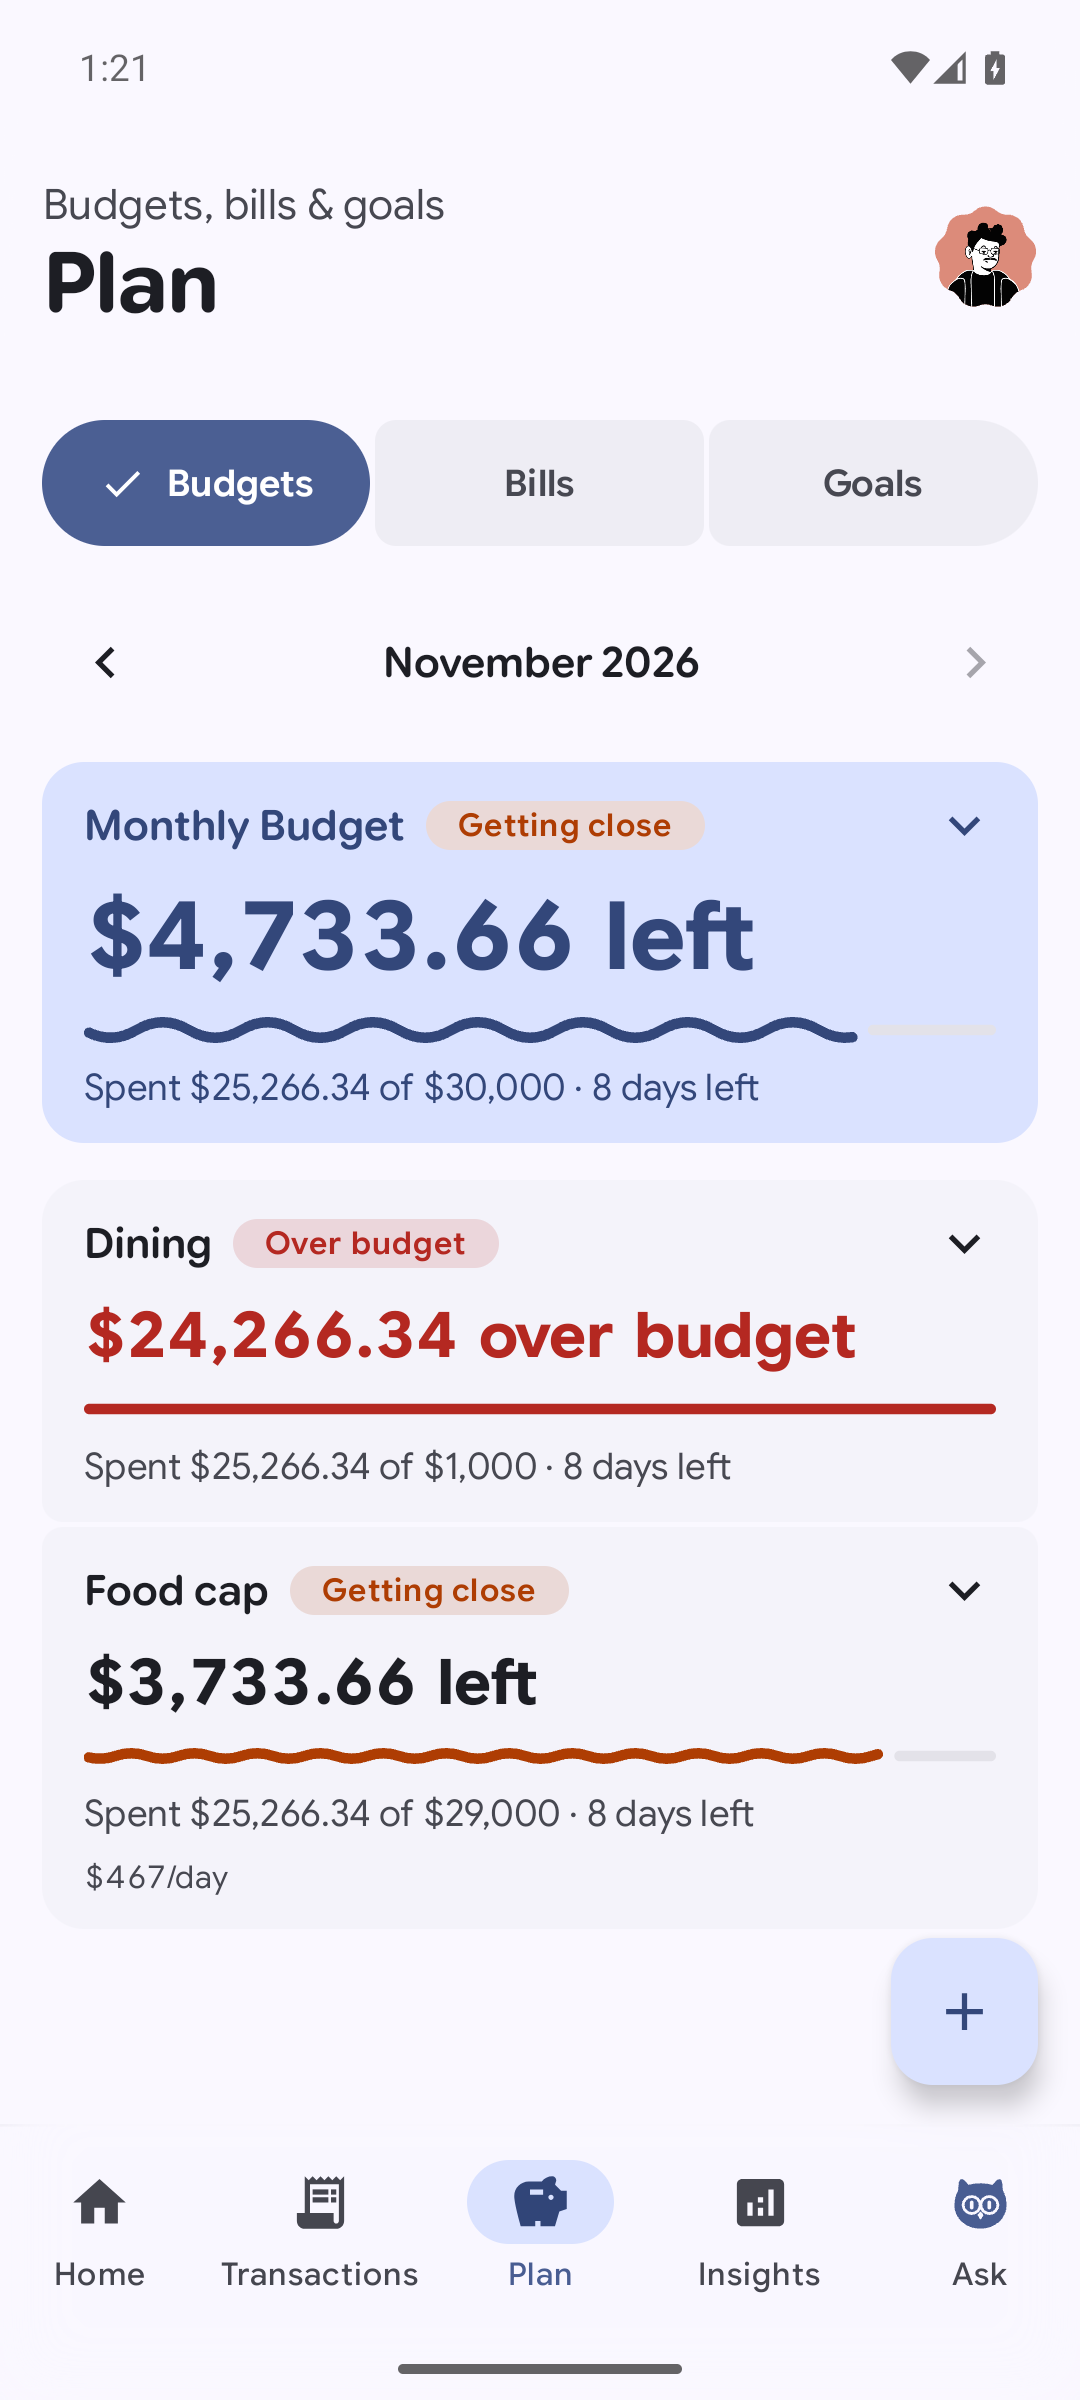 1:21
Budgets, bills & goals
Plan
Budgets
Bills
Goals
November 2026
Monthly Budget
Getting close
$4,733.66 left
Spent $25,266.34 of $30,000 · 8 days left
Dining
Over budget
$24,266.34 over budget
Spent $25,266.34 of $1,000 · 8 days left
Food cap
Getting close
$3,733.66 left
Spent $25,266.34 of $29,000 · 8 days left
$467/day
Home
Transactions
Plan
Insights
Ask